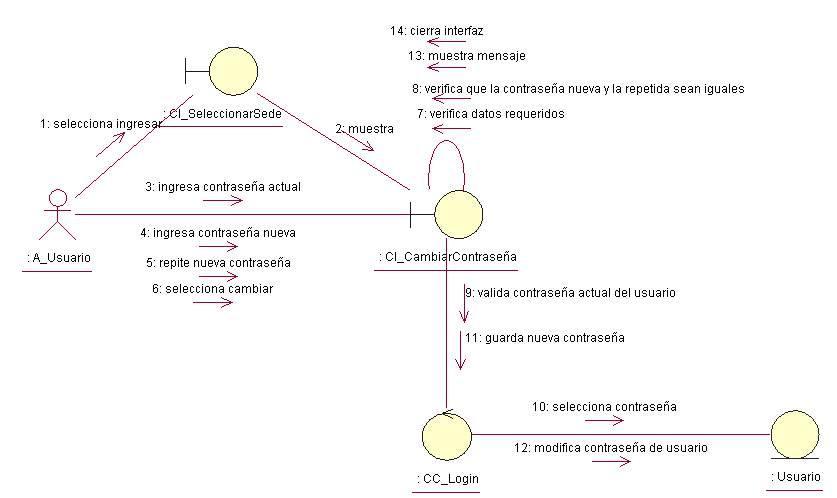 14: cierra interfaz
13: muestra mensaje
8: verifica que la contraseña nueva y la repetida sean iguales
7: verifica datos requeridos
: CI_SeleccionarSede
1: selecciona ingresar
2: muestra
3: ingresa contraseña actual
4: ingresa contraseña nueva
: A_Usuario
: CI_CambiarContraseña
5: repite nueva contraseña
6: selecciona cambiar
9: valida contraseña actual del usuario
11: guarda nueva contraseña
10: selecciona contraseña
12: modifica contraseña de usuario
: CC_Login
: Usuario